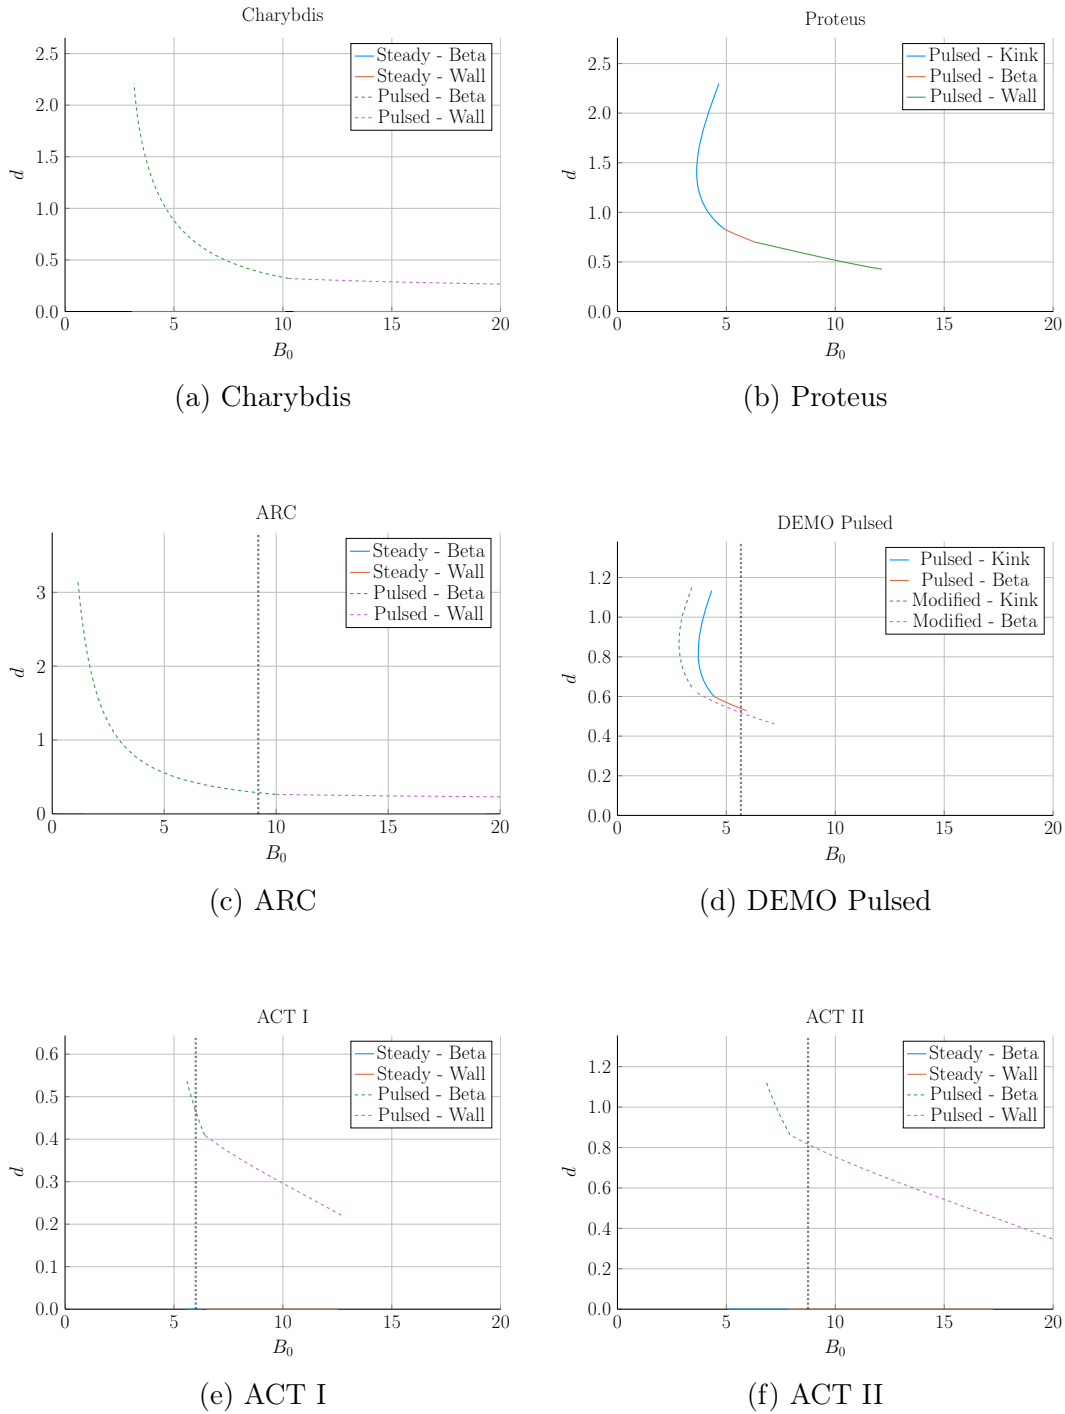 Charybdis
2.5
2.0
1.5
1.0
0.5
0.0
d
0
5
10
15
20
B₀
Steady - Beta
Steady - Wall
Pulsed - Beta
Pulsed - Wall
(a) Charybdis
Proteus
2.5
2.0
1.5
1.0
0.5
0.0
d
0
5
10
15
20
B₀
Pulsed - Kink
Pulsed - Beta
Pulsed - Wall
(b) Proteus
ARC
3
2
1
0
d
0
5
10
15
20
B₀
Steady - Beta
Steady - Wall
Pulsed - Beta
Pulsed - Wall
(c) ARC
DEMO Pulsed
1.2
1.0
0.8
0.6
0.4
0.2
0.0
d
0
5
10
15
20
B₀
Pulsed - Kink
Pulsed - Beta
Modified - Kink
Modified - Beta
(d) DEMO Pulsed
ACT I
0.6
0.5
0.4
0.3
0.2
0.1
0.0
d
0
5
10
15
20
B₀
Steady - Beta
Steady - Wall
Pulsed - Beta
Pulsed - Wall
(e) ACT I
ACT II
1.2
1.0
0.8
0.6
0.4
0.2
0.0
d
0
5
10
15
20
B₀
Steady - Beta
Steady - Wall
Pulsed - Beta
Pulsed - Wall
(f) ACT II